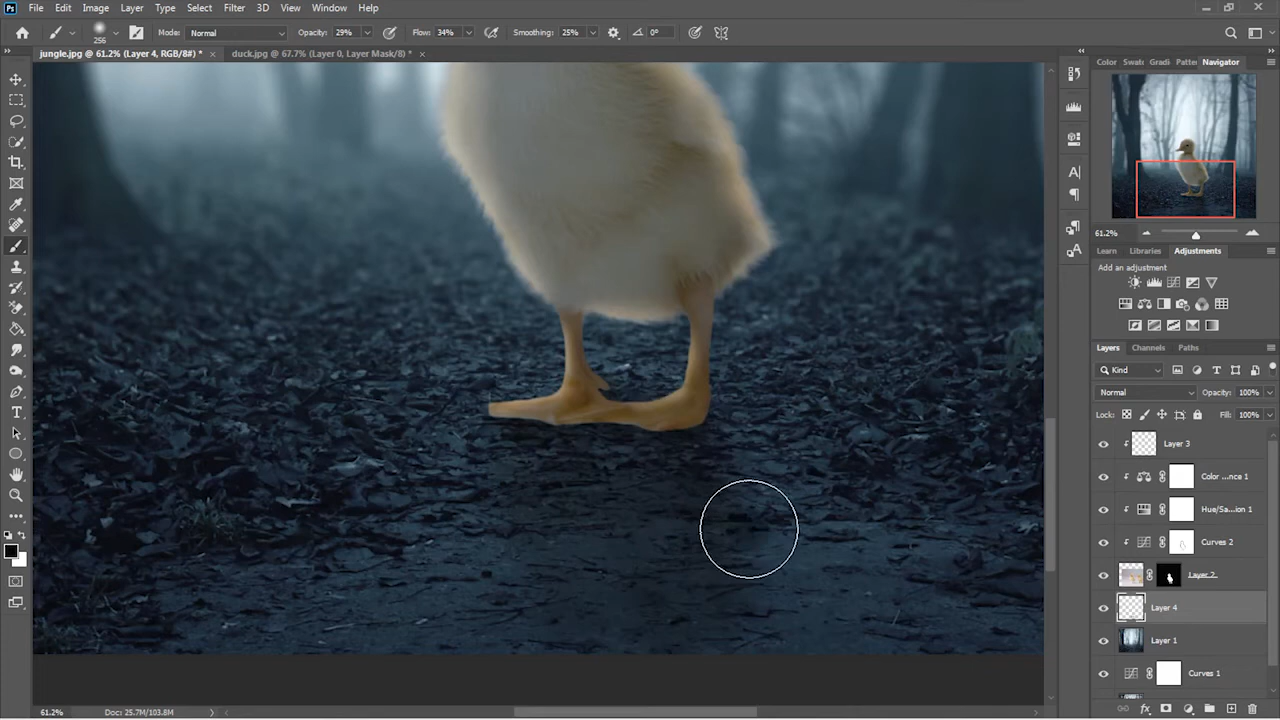 Ps File Edit Image Layer Type Select Filter 3D View Window Help
256 Mode: Normal Opacity: 29% Flow: 34% Smoothing: 25% 0°
jungle.jpg @ 61.2% (Layer 4, RGB/8#) * × duck.jpg @ 67.7% (Layer 0, Layer Mask/8) * ×
Color Swatc Gradi Patte Navigator
61.2%
Learn Libraries Adjustments
Add an adjustment
Layers Channels Paths
Kind
Normal Opacity: 100%
Lock: Fill: 100%
Layer 3
Color ...nce 1
Hue/Sa...ion 1
Curves 2
Layer 2
Layer 4
Layer 1
Curves 1
61.2% Doc: 25.7M/103.8M